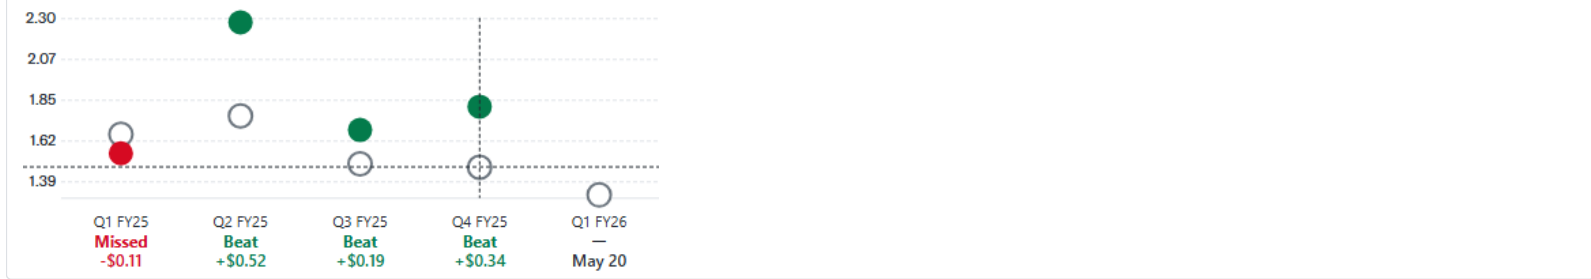 2.30
2.07
1.85
1.62
1.39
Q1 FY25 Q2 FY25 Q3 FY25 Q4 FY25 Q1 FY26
Missed Beat Beat Beat —
-$0.11 +$0.52 +$0.19 +$0.34 May 20